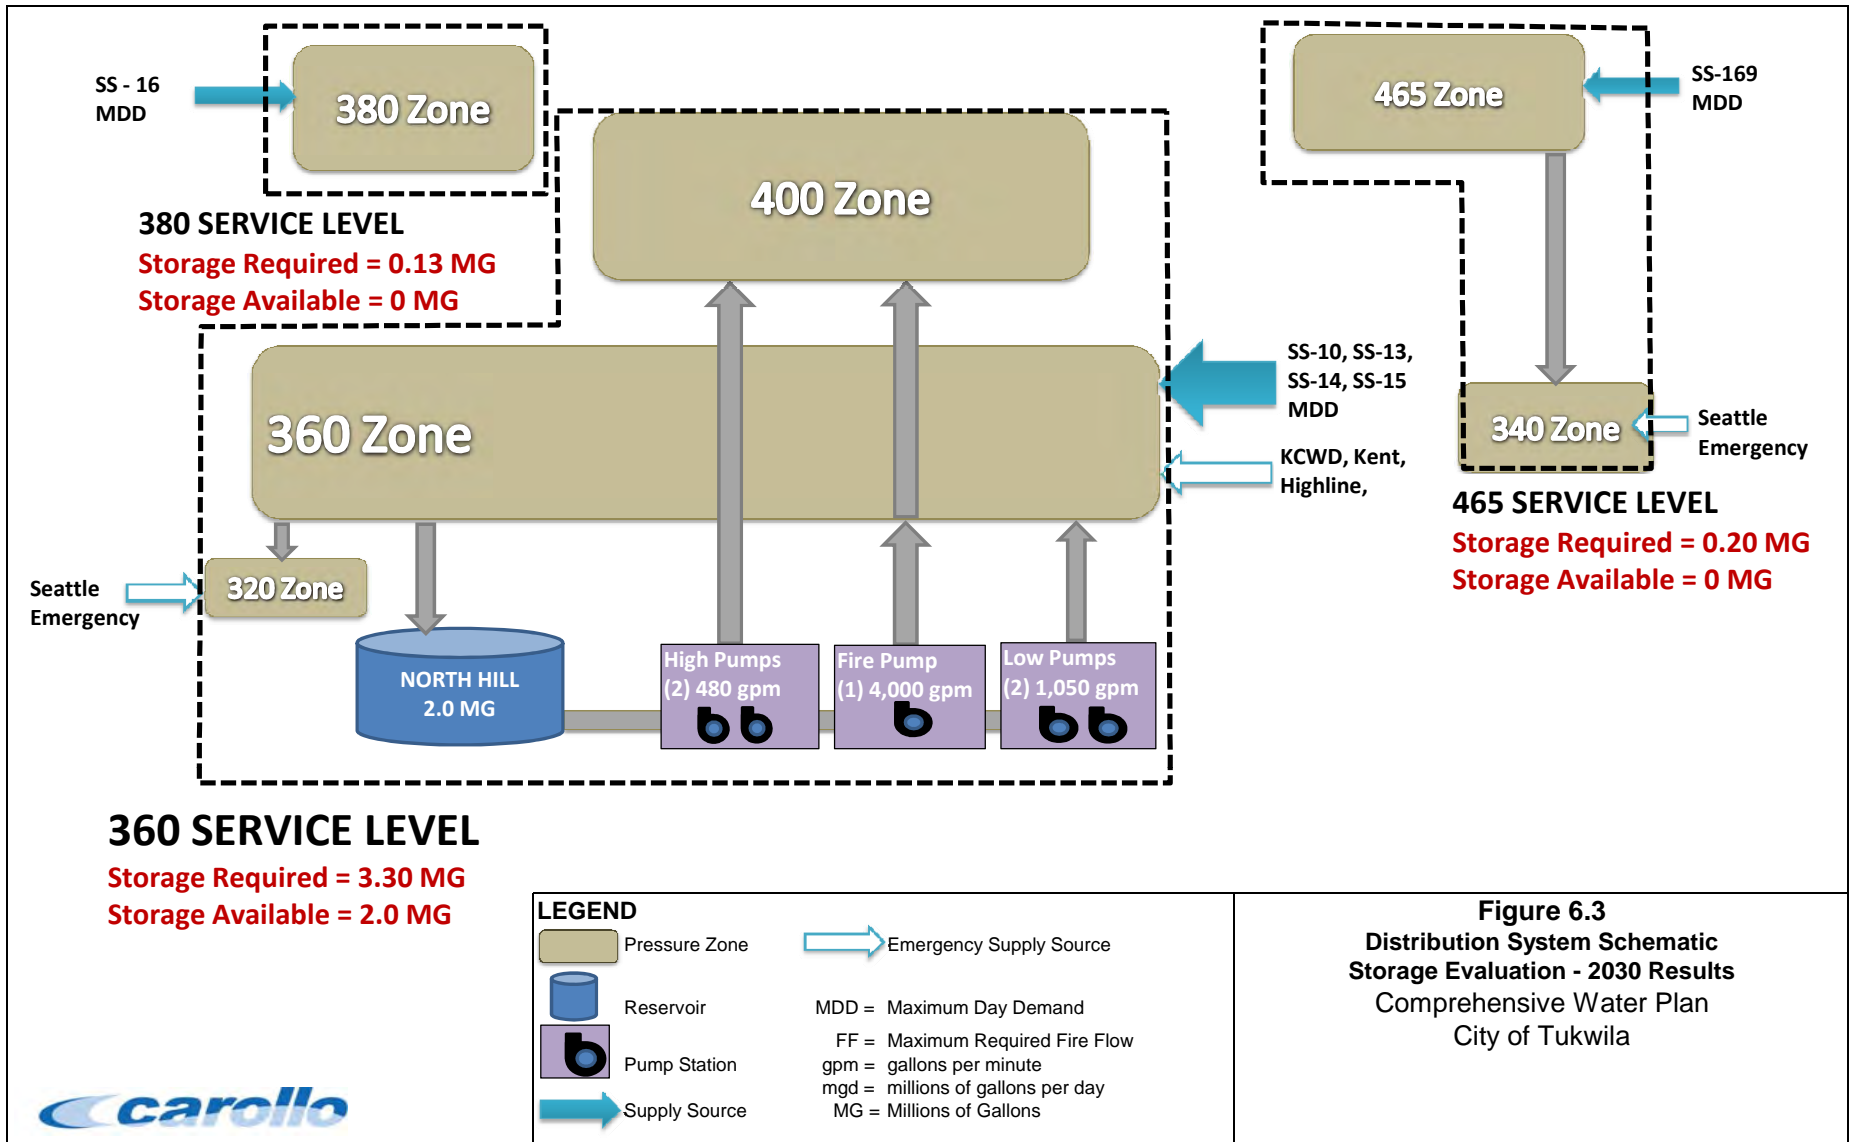 SS - 16
MDD
380 Zone
380 SERVICE LEVEL
Storage Required = 0.13 MG
Storage Available = 0 MG
400 Zone
465 Zone
SS-169
MDD
360 Zone
SS-10, SS-13,
SS-14, SS-15
MDD
KCWD, Kent,
Highline,
340 Zone
Seattle
Emergency
465 SERVICE LEVEL
Storage Required = 0.20 MG
Storage Available = 0 MG
320 Zone
Seattle
Emergency
NORTH HILL
2.0 MG
High Pumps
(2) 480 gpm
Fire Pump
(1) 4,000 gpm
Low Pumps
(2) 1,050 gpm
360 SERVICE LEVEL
Storage Required = 3.30 MG
Storage Available = 2.0 MG
LEGEND
Pressure Zone
Reservoir
Pump Station
Supply Source
Emergency Supply Source
MDD = Maximum Day Demand
FF = Maximum Required Fire Flow
gpm = gallons per minute
mgd = millions of gallons per day
MG = Millions of Gallons
Figure 6.3
Distribution System Schematic
Storage Evaluation - 2030 Results
Comprehensive Water Plan
City of Tukwila
carollo